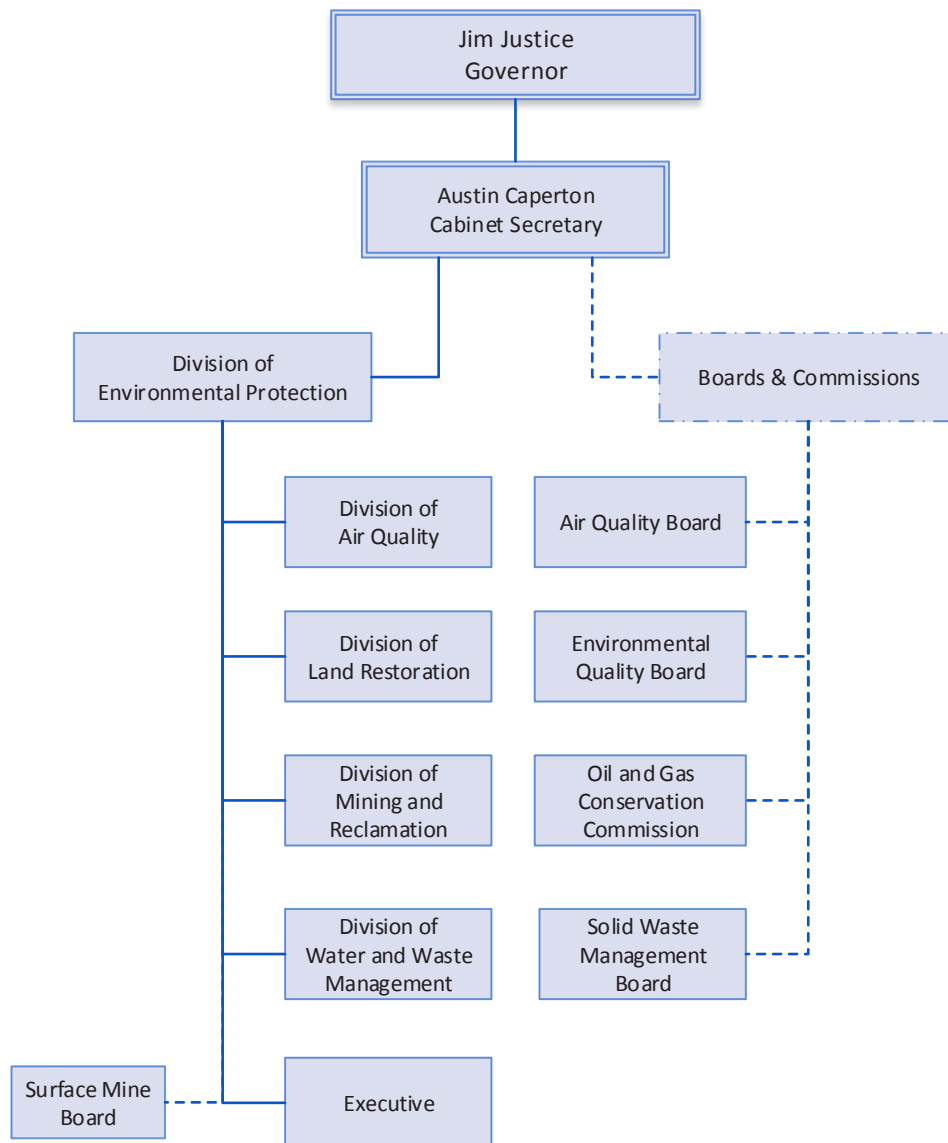 Jim Justice
Governor
Austin Caperton
Cabinet Secretary
Division of
Environmental Protection
Boards & Commissions
Division of
Air Quality
Air Quality Board
Division of
Land Restoration
Environmental
Quality Board
Division of
Mining and
Reclamation
Oil and Gas
Conservation
Commission
Division of
Water and Waste
Management
Solid Waste
Management
Board
Surface Mine
Board
Executive